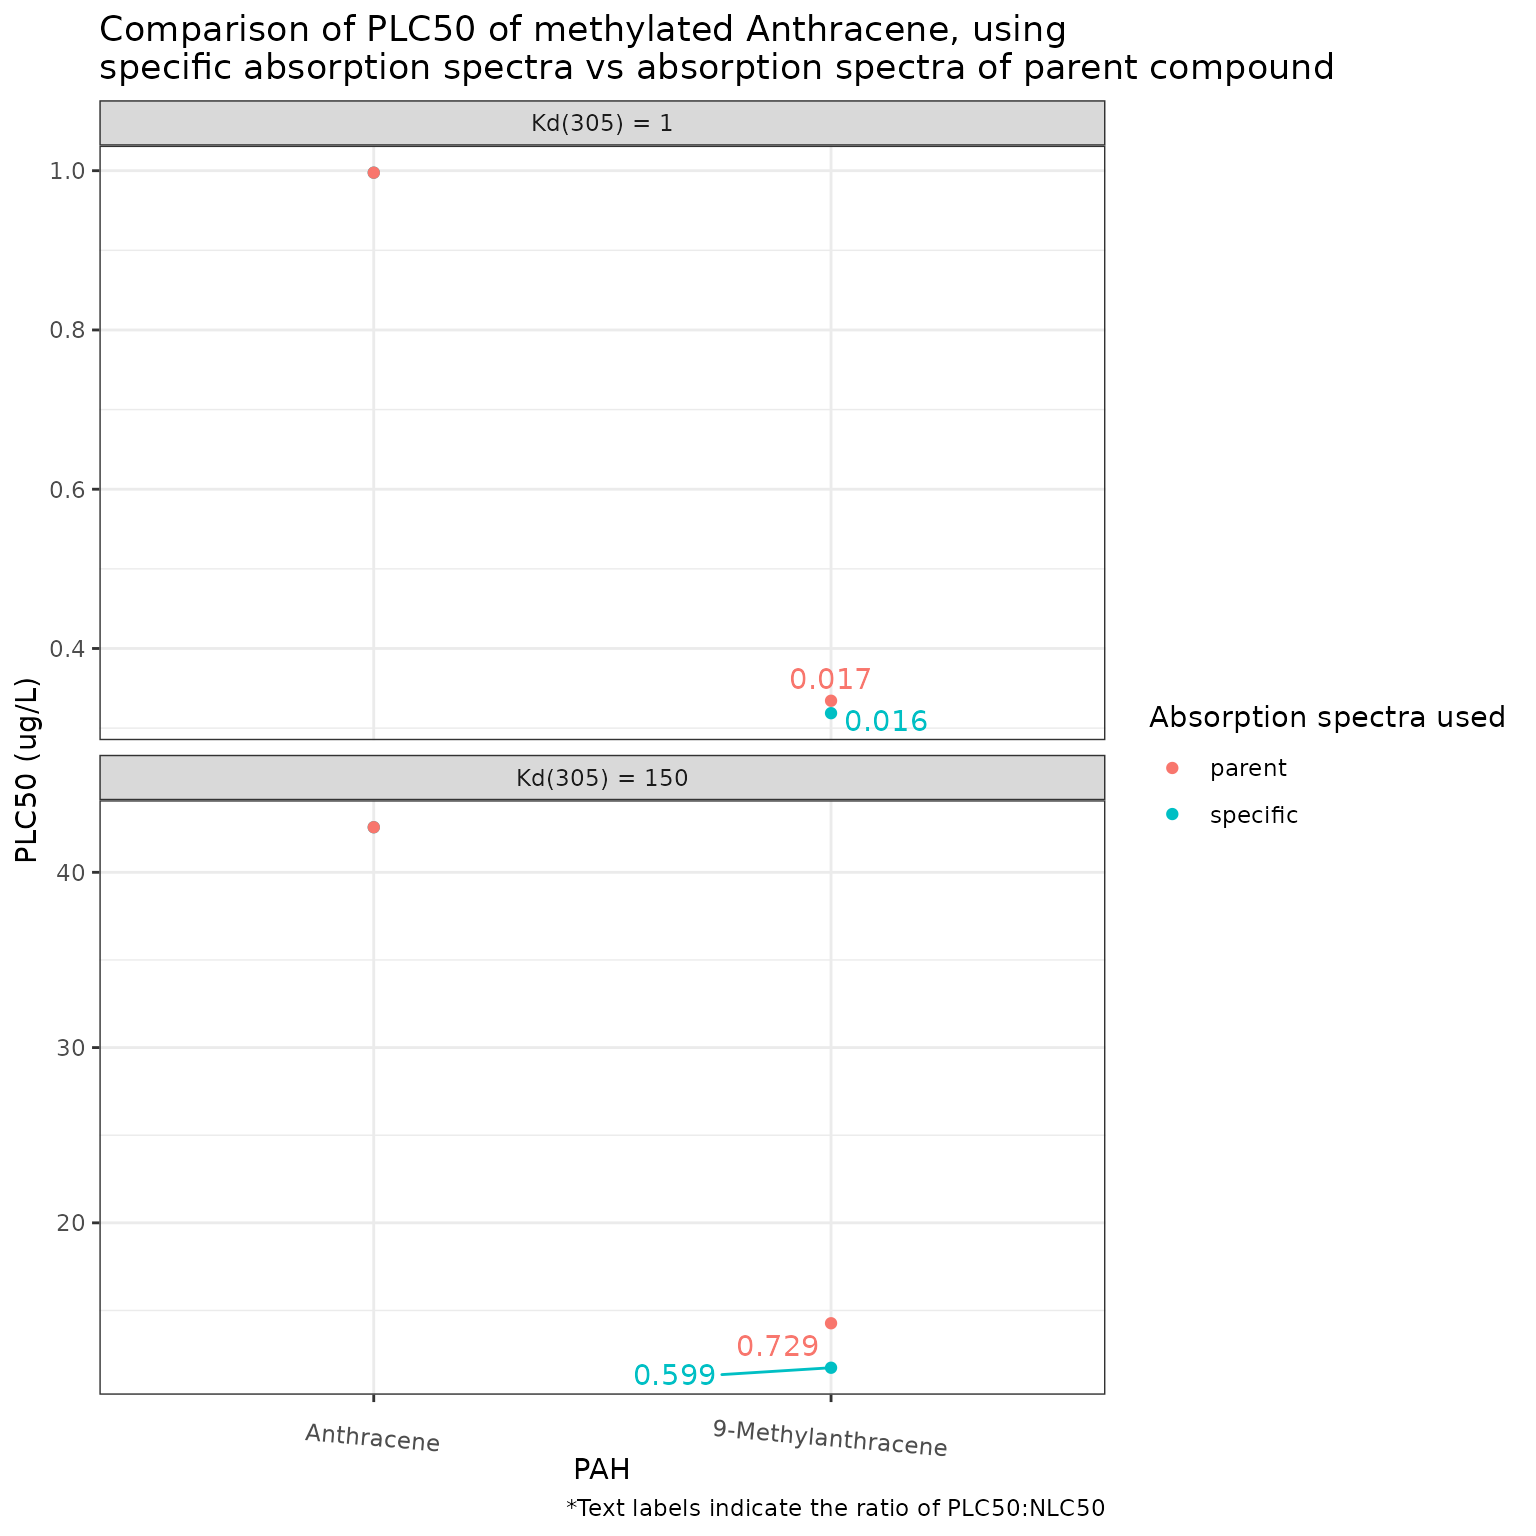 Comparison of PLC50 of methylated Anthracene, using
specific absorption spectra vs absorption spectra of parent compound
Kd(305) = 1
1.0
0.8
0.6
0.4
0.017
0.016
PLC50 (ug/L)
Kd(305) = 150
40
30
20
0.729
0.599
Anthracene
9-Methylanthracene
PAH
*Text labels indicate the ratio of PLC50:NLC50
Absorption spectra used
parent
specific